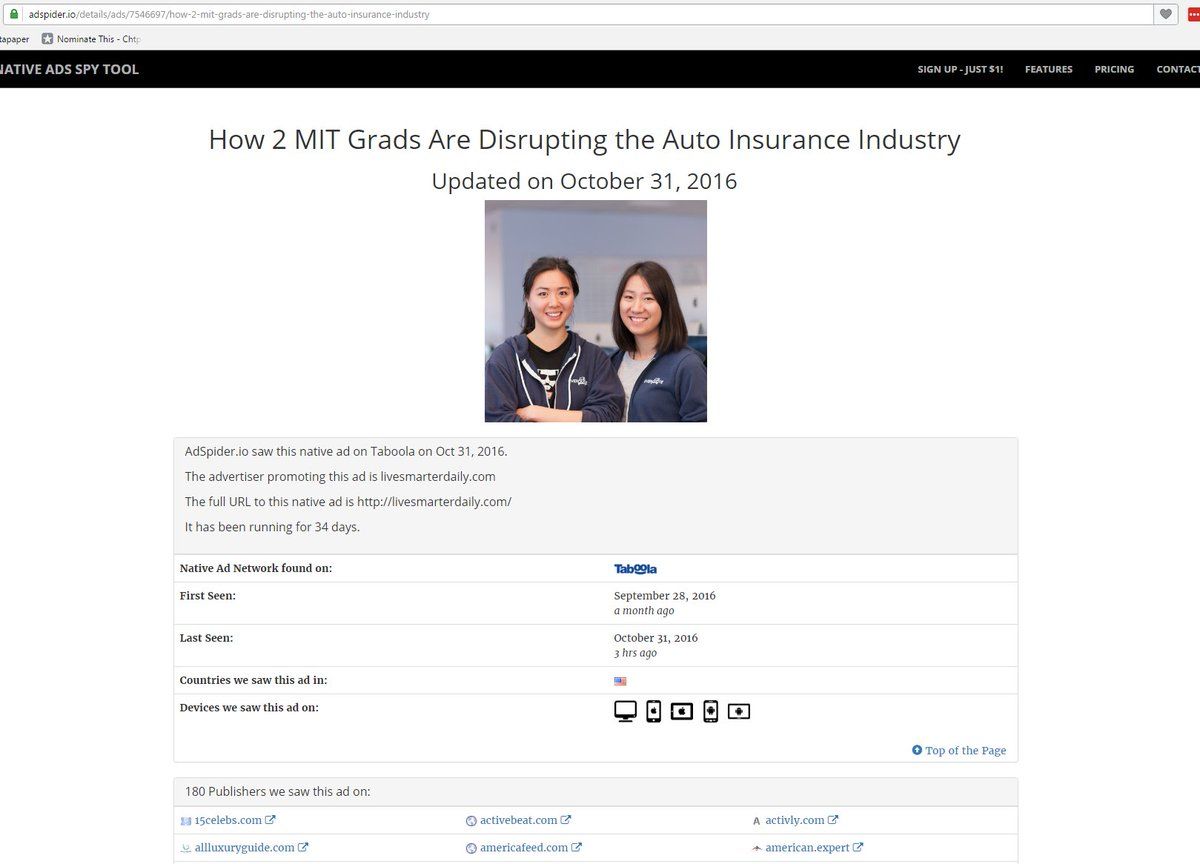 adspider.io/details/ads/7546697/how-2-mit-grads-are-disrupting-the-auto-insurance-industry
tapaper Nominate This - Chtp
NATIVE ADS SPY TOOL SIGN UP - JUST $1! FEATURES PRICING CONTACT
How 2 MIT Grads Are Disrupting the Auto Insurance Industry
Updated on October 31, 2016
AdSpider.io saw this native ad on Taboola on Oct 31, 2016.
The advertiser promoting this ad is livesmarterdaily.com
The full URL to this native ad is http://livesmarterdaily.com/
It has been running for 34 days.
Native Ad Network found on: Taboola
First Seen: September 28, 2016
a month ago
Last Seen: October 31, 2016
3 hrs ago
Countries we saw this ad in:
Devices we saw this ad on:
Top of the Page
180 Publishers we saw this ad on:
15celebs.com activebeat.com activly.com
allluxuryguide.com americafeed.com american.expert